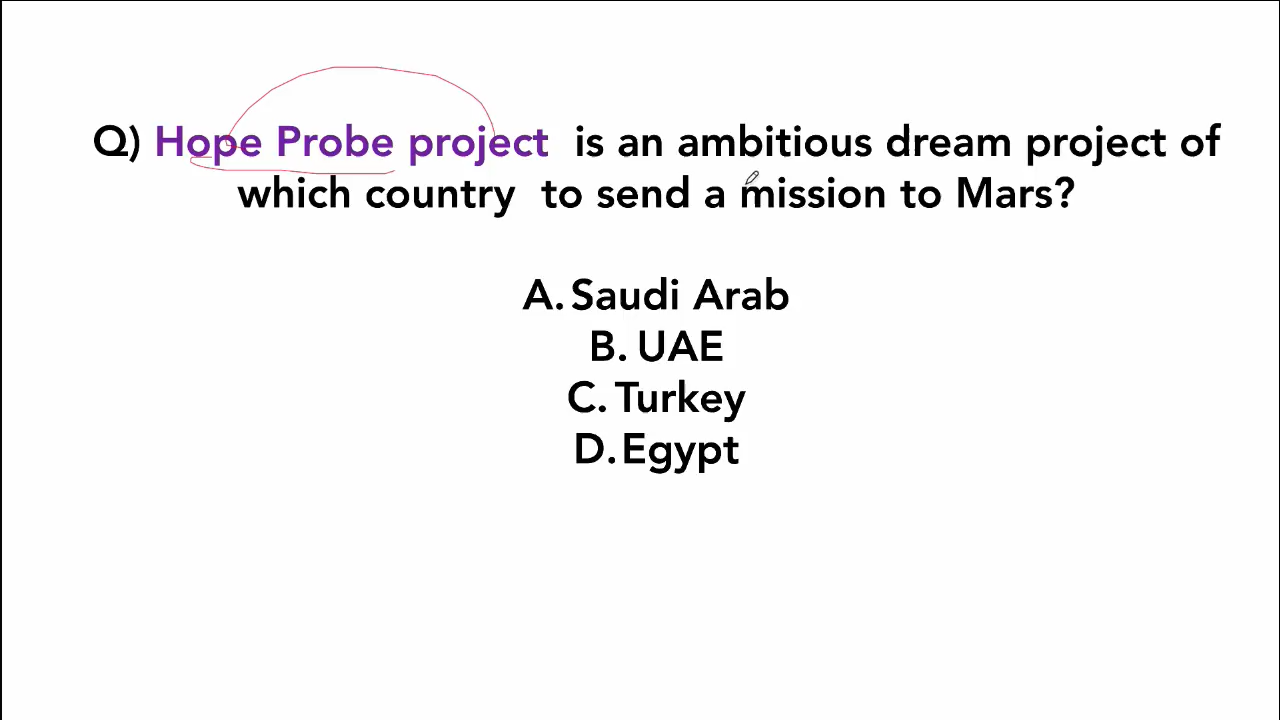 Q) Hope Probe project is an ambitious dream project of
which country to send a mission to Mars?
A. Saudi Arab
B. UAE
C. Turkey
D. Egypt